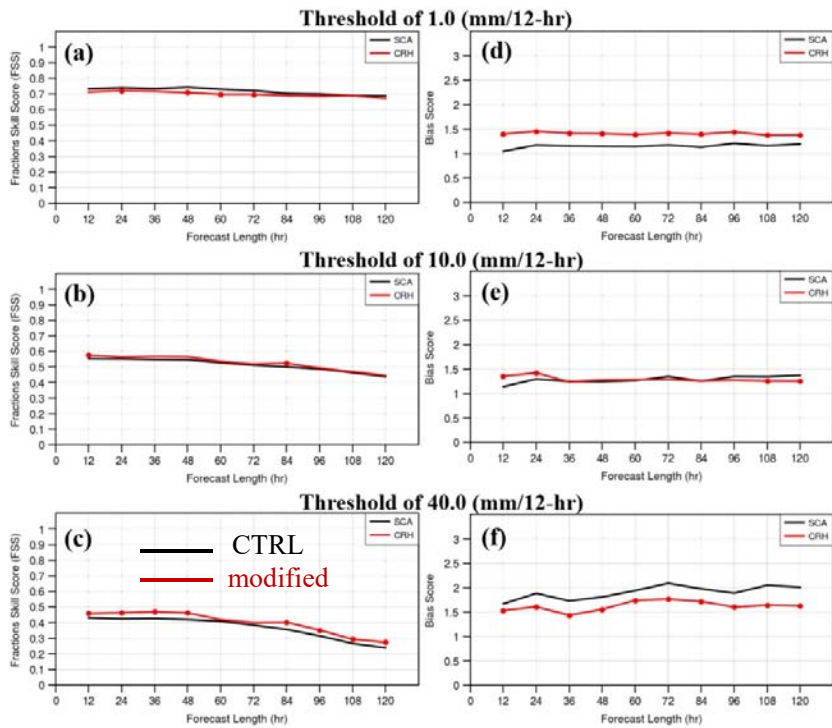 Threshold of 1.0 (mm/12-hr)
(a)
SCA
CRH
Fractions Skill Score (FSS)
1
0.9
0.8
0.7
0.6
0.5
0.4
0.3
0.2
0.1
0
0 12 24 36 48 60 72 84 96 108 120
Forecast Length (hr)
(d)
SCA
CRH
Bias Score
3
2.5
2
1.5
1
0.5
0
0 12 24 36 48 60 72 84 96 108 120
Forecast Length (hr)
Threshold of 10.0 (mm/12-hr)
(b)
SCA
CRH
Fractions Skill Score (FSS)
1
0.9
0.8
0.7
0.6
0.5
0.4
0.3
0.2
0.1
0
0 12 24 36 48 60 72 84 96 108 120
Forecast Length (hr)
(e)
SCA
CRH
Bias Score
3
2.5
2
1.5
1
0.5
0
0 12 24 36 48 60 72 84 96 108 120
Forecast Length (hr)
Threshold of 40.0 (mm/12-hr)
(c)
SCA
CRH
CTRL
modified
Fractions Skill Score (FSS)
1
0.9
0.8
0.7
0.6
0.5
0.4
0.3
0.2
0.1
0
0 12 24 36 48 60 72 84 96 108 120
Forecast Length (hr)
(f)
SCA
CRH
Bias Score
3
2.5
2
1.5
1
0.5
0
0 12 24 36 48 60 72 84 96 108 120
Forecast Length (hr)